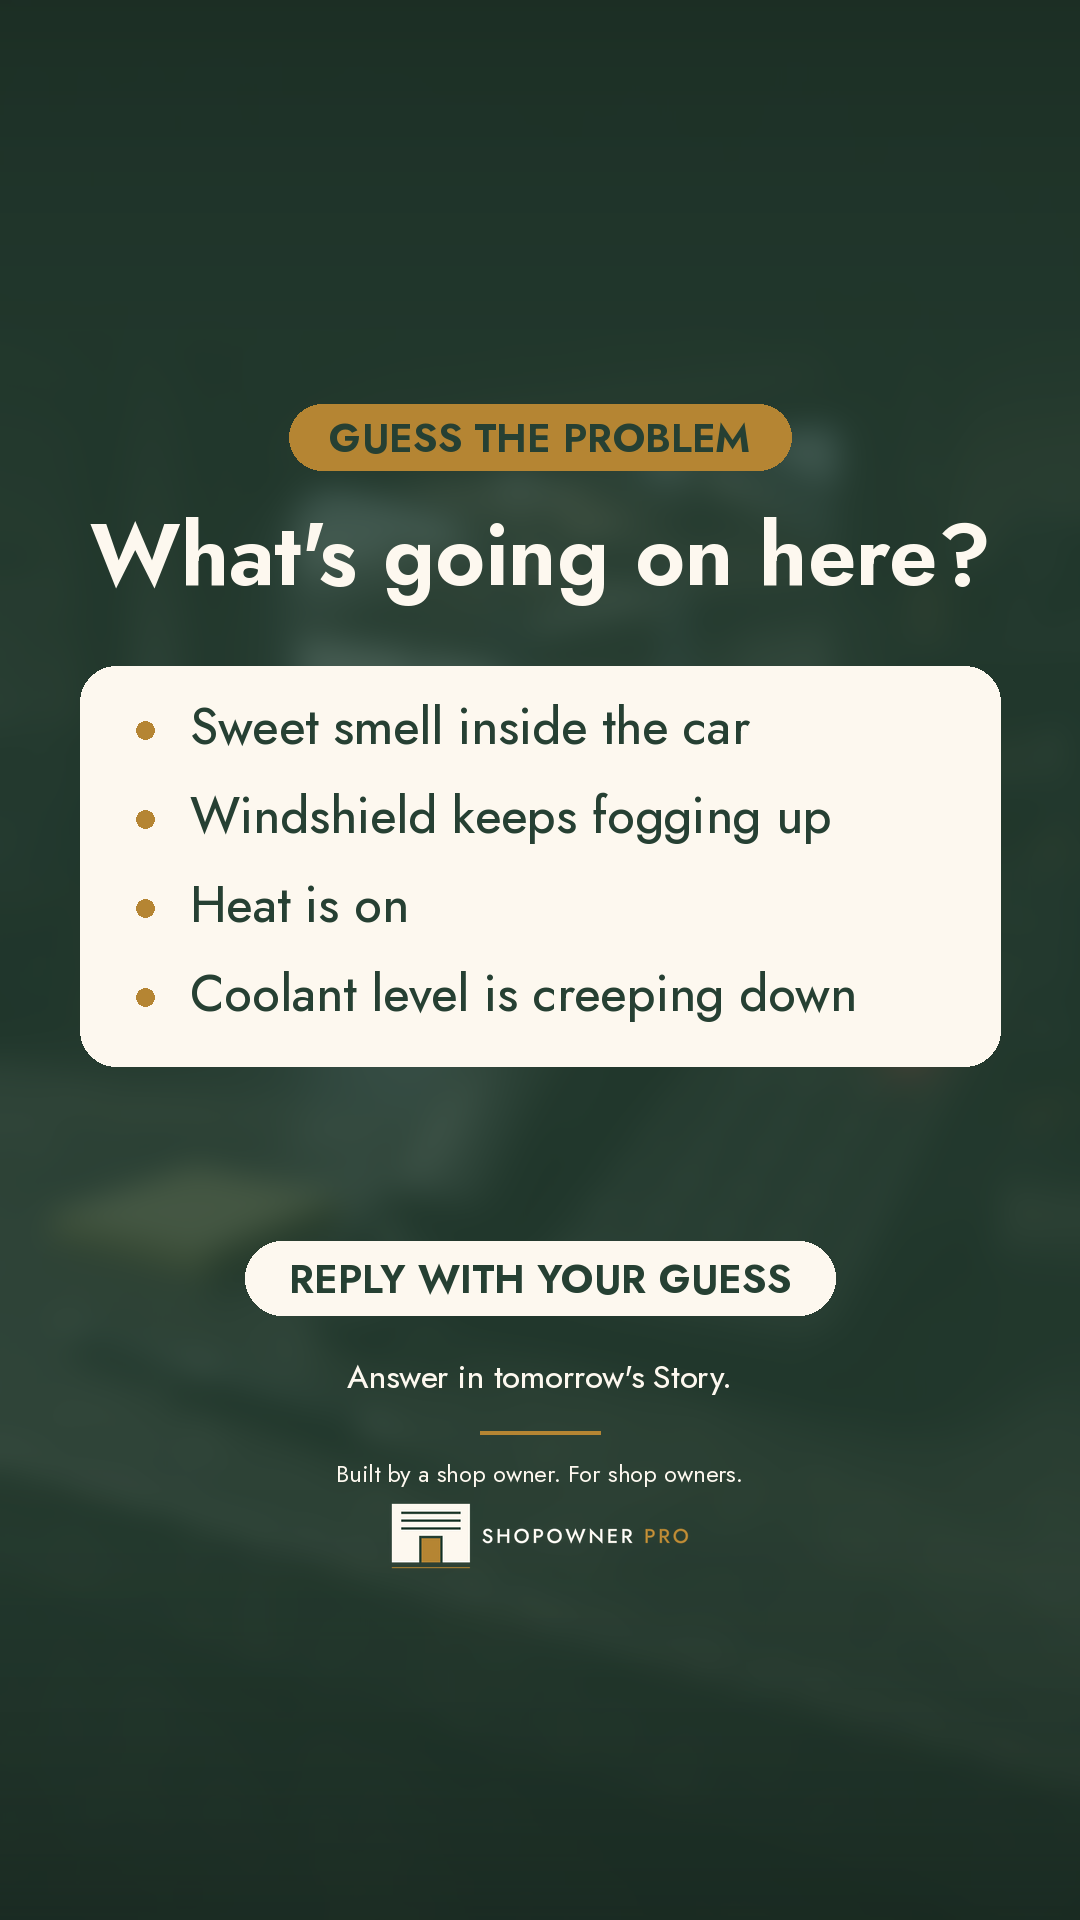 GUESS THE PROBLEM
What's going on here?
Sweet smell inside the car
Windshield keeps fogging up
Heat is on
Coolant level is creeping down
REPLY WITH YOUR GUESS
Answer in tomorrow's Story.
Built by a shop owner. For shop owners.
SHOPOWNER PRO